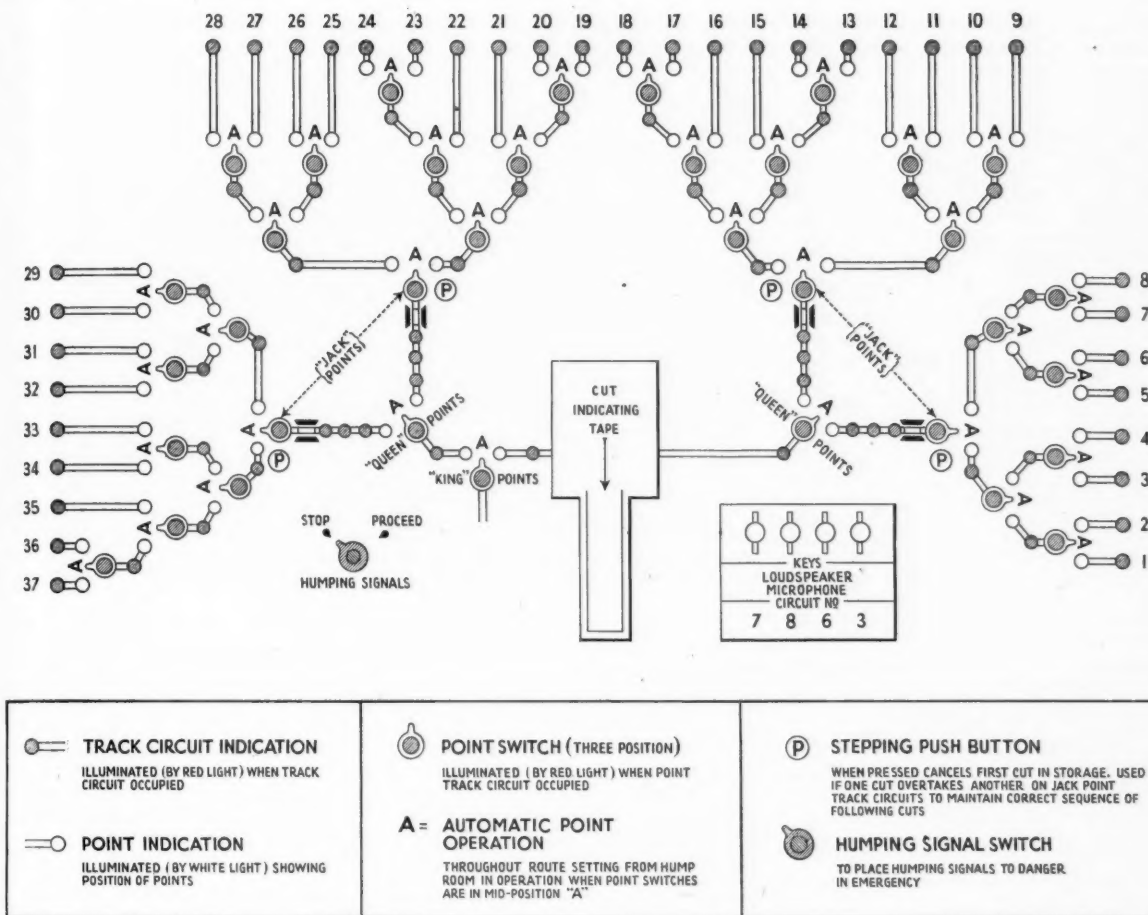 28 27 26 25 24 23 22 21 20 19 18 17 16 15 14 13 12 11 10 9
A A
A A A A A A
A A A A
A A
29
30
31
32
33
34
35
36
37
8
7
6
5
4
3
2
1
A A A A A A A
A A A A A A A
P P
P P
"JACK" POINTS
"JACK" POINTS
A
"QUEEN" POINTS
A
"QUEEN" POINTS
A
"KING" POINTS
CUT
INDICATING
TAPE
STOP PROCEED
HUMPING SIGNALS
KEYS
LOUDSPEAKER
MICROPHONE
CIRCUIT NO
7 8 6 3
TRACK CIRCUIT INDICATION
ILLUMINATED (BY RED LIGHT) WHEN TRACK
CIRCUIT OCCUPIED
POINT INDICATION
ILLUMINATED (BY WHITE LIGHT) SHOWING
POSITION OF POINTS
POINT SWITCH (THREE POSITION)
ILLUMINATED (BY RED LIGHT) WHEN POINT
TRACK CIRCUIT OCCUPIED
A = AUTOMATIC POINT
OPERATION
THROUGHOUT ROUTE SETTING FROM HUMP
ROOM IN OPERATION WHEN POINT SWITCHES
ARE IN MID-POSITION "A"
P STEPPING PUSH BUTTON
WHEN PRESSED CANCELS FIRST CUT IN STORAGE. USED
IF ONE CUT OVERTAKES ANOTHER ON JACK POINT
TRACK CIRCUITS TO MAINTAIN CORRECT SEQUENCE OF
FOLLOWING CUTS
HUMPING SIGNAL SWITCH
TO PLACE HUMPING SIGNALS TO DANGER
IN EMERGENCY